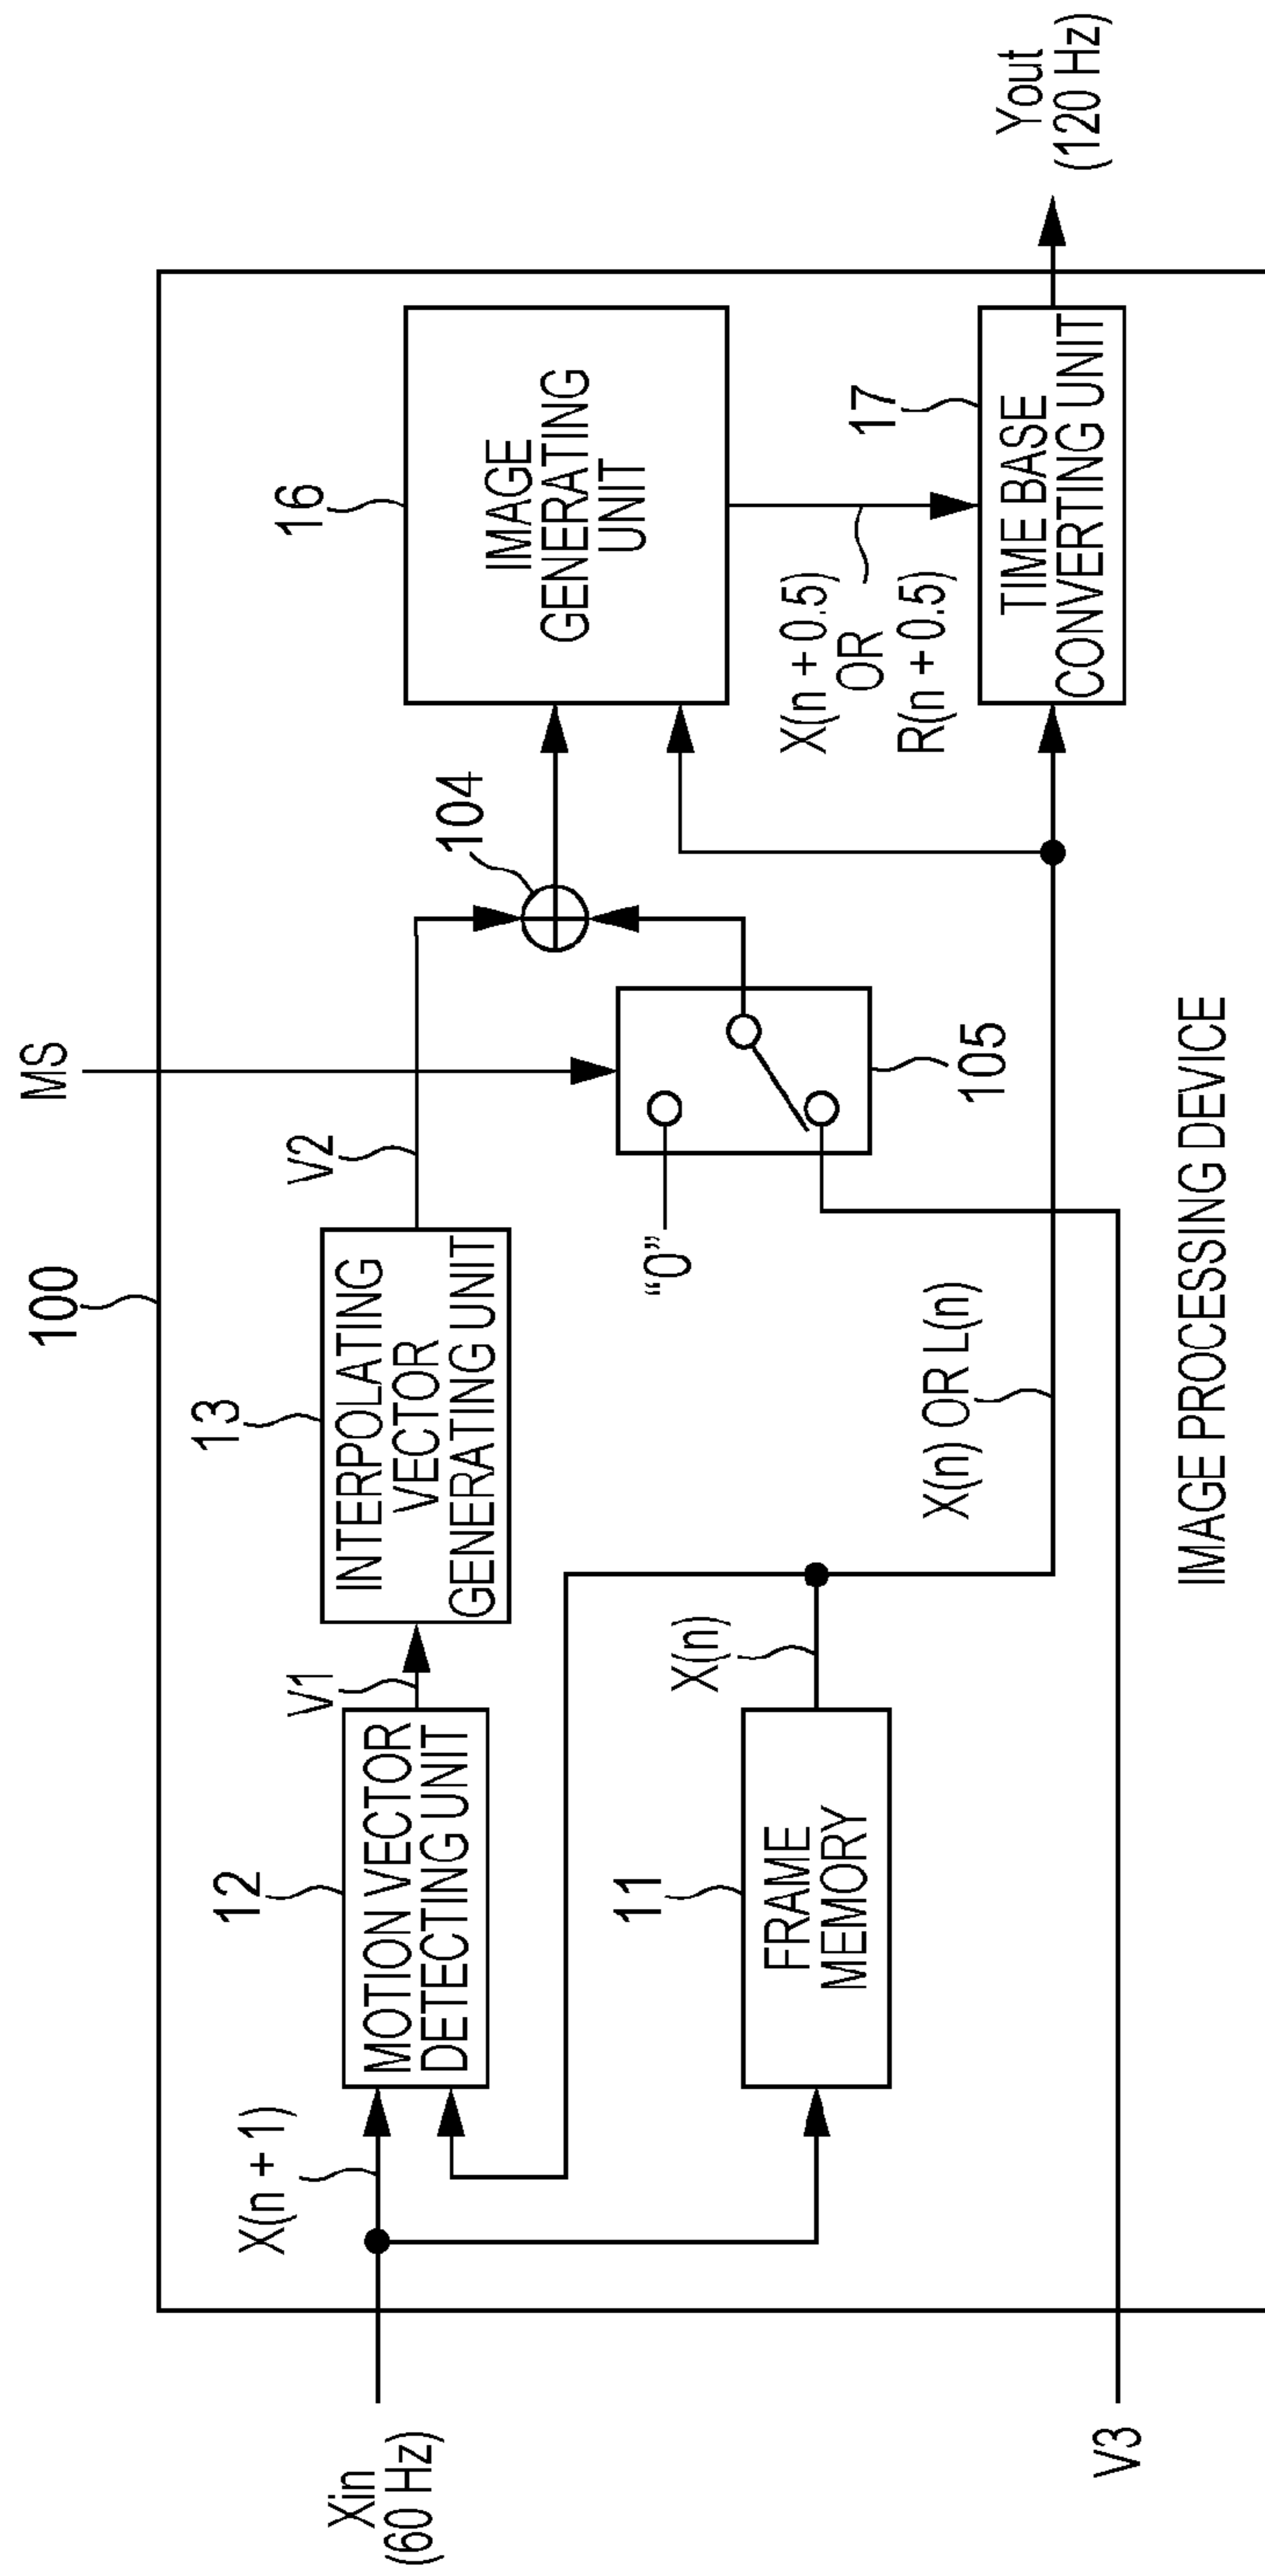 100
MS
Xin
(60 Hz)
X(n + 1)
12
MOTION VECTOR
DETECTING UNIT
V1
13
INTERPOLATING
VECTOR
GENERATING UNIT
V2
104
16
IMAGE
GENERATING
UNIT
11
FRAME
MEMORY
X(n)
“0”
105
X(n + 0.5)
OR
R(n + 0.5)
17
TIME BASE
CONVERTING UNIT
Yout
(120 Hz)
X(n) OR L(n)
V3
IMAGE PROCESSING DEVICE